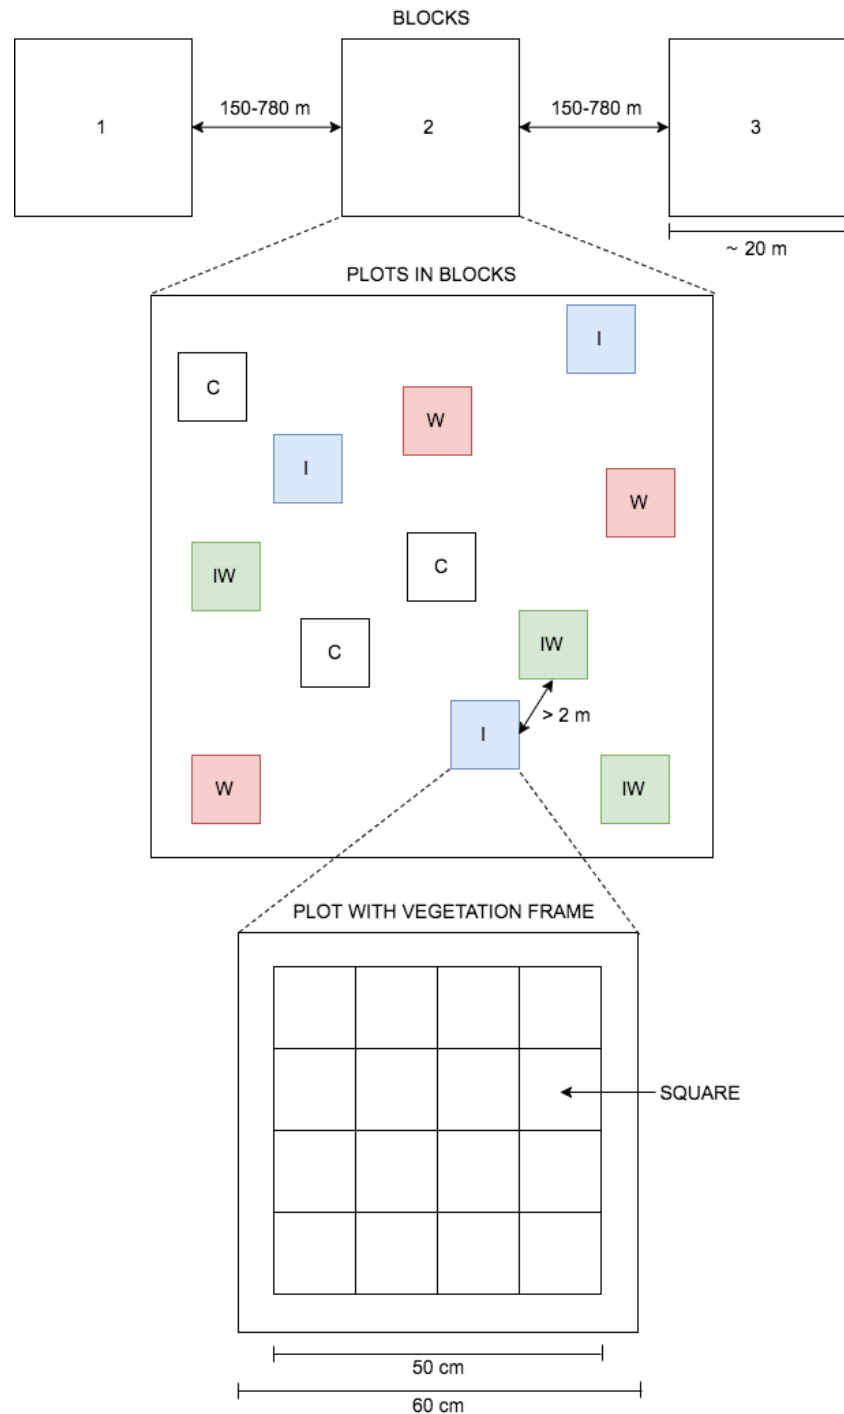 BLOCKS
150-780 m
150-780 m
1
2
3
~ 20 m
PLOTS IN BLOCKS
I
C
W
I
W
C
IW
C
IW
> 2 m
I
W
IW
PLOT WITH VEGETATION FRAME
SQUARE
50 cm
60 cm